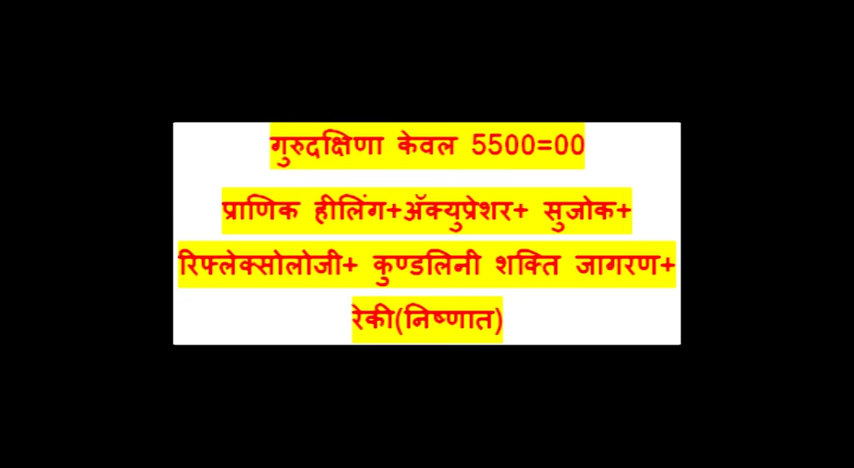 गुरुदक्षिणा केवल 5500=00
प्राणिक हीलिंग+ॲक्युप्रेशर+ सुजोक+
रिफ्लेक्सोलोजी+ कुण्डलिनी शक्ति जागरण+
रेकी(निष्णात)